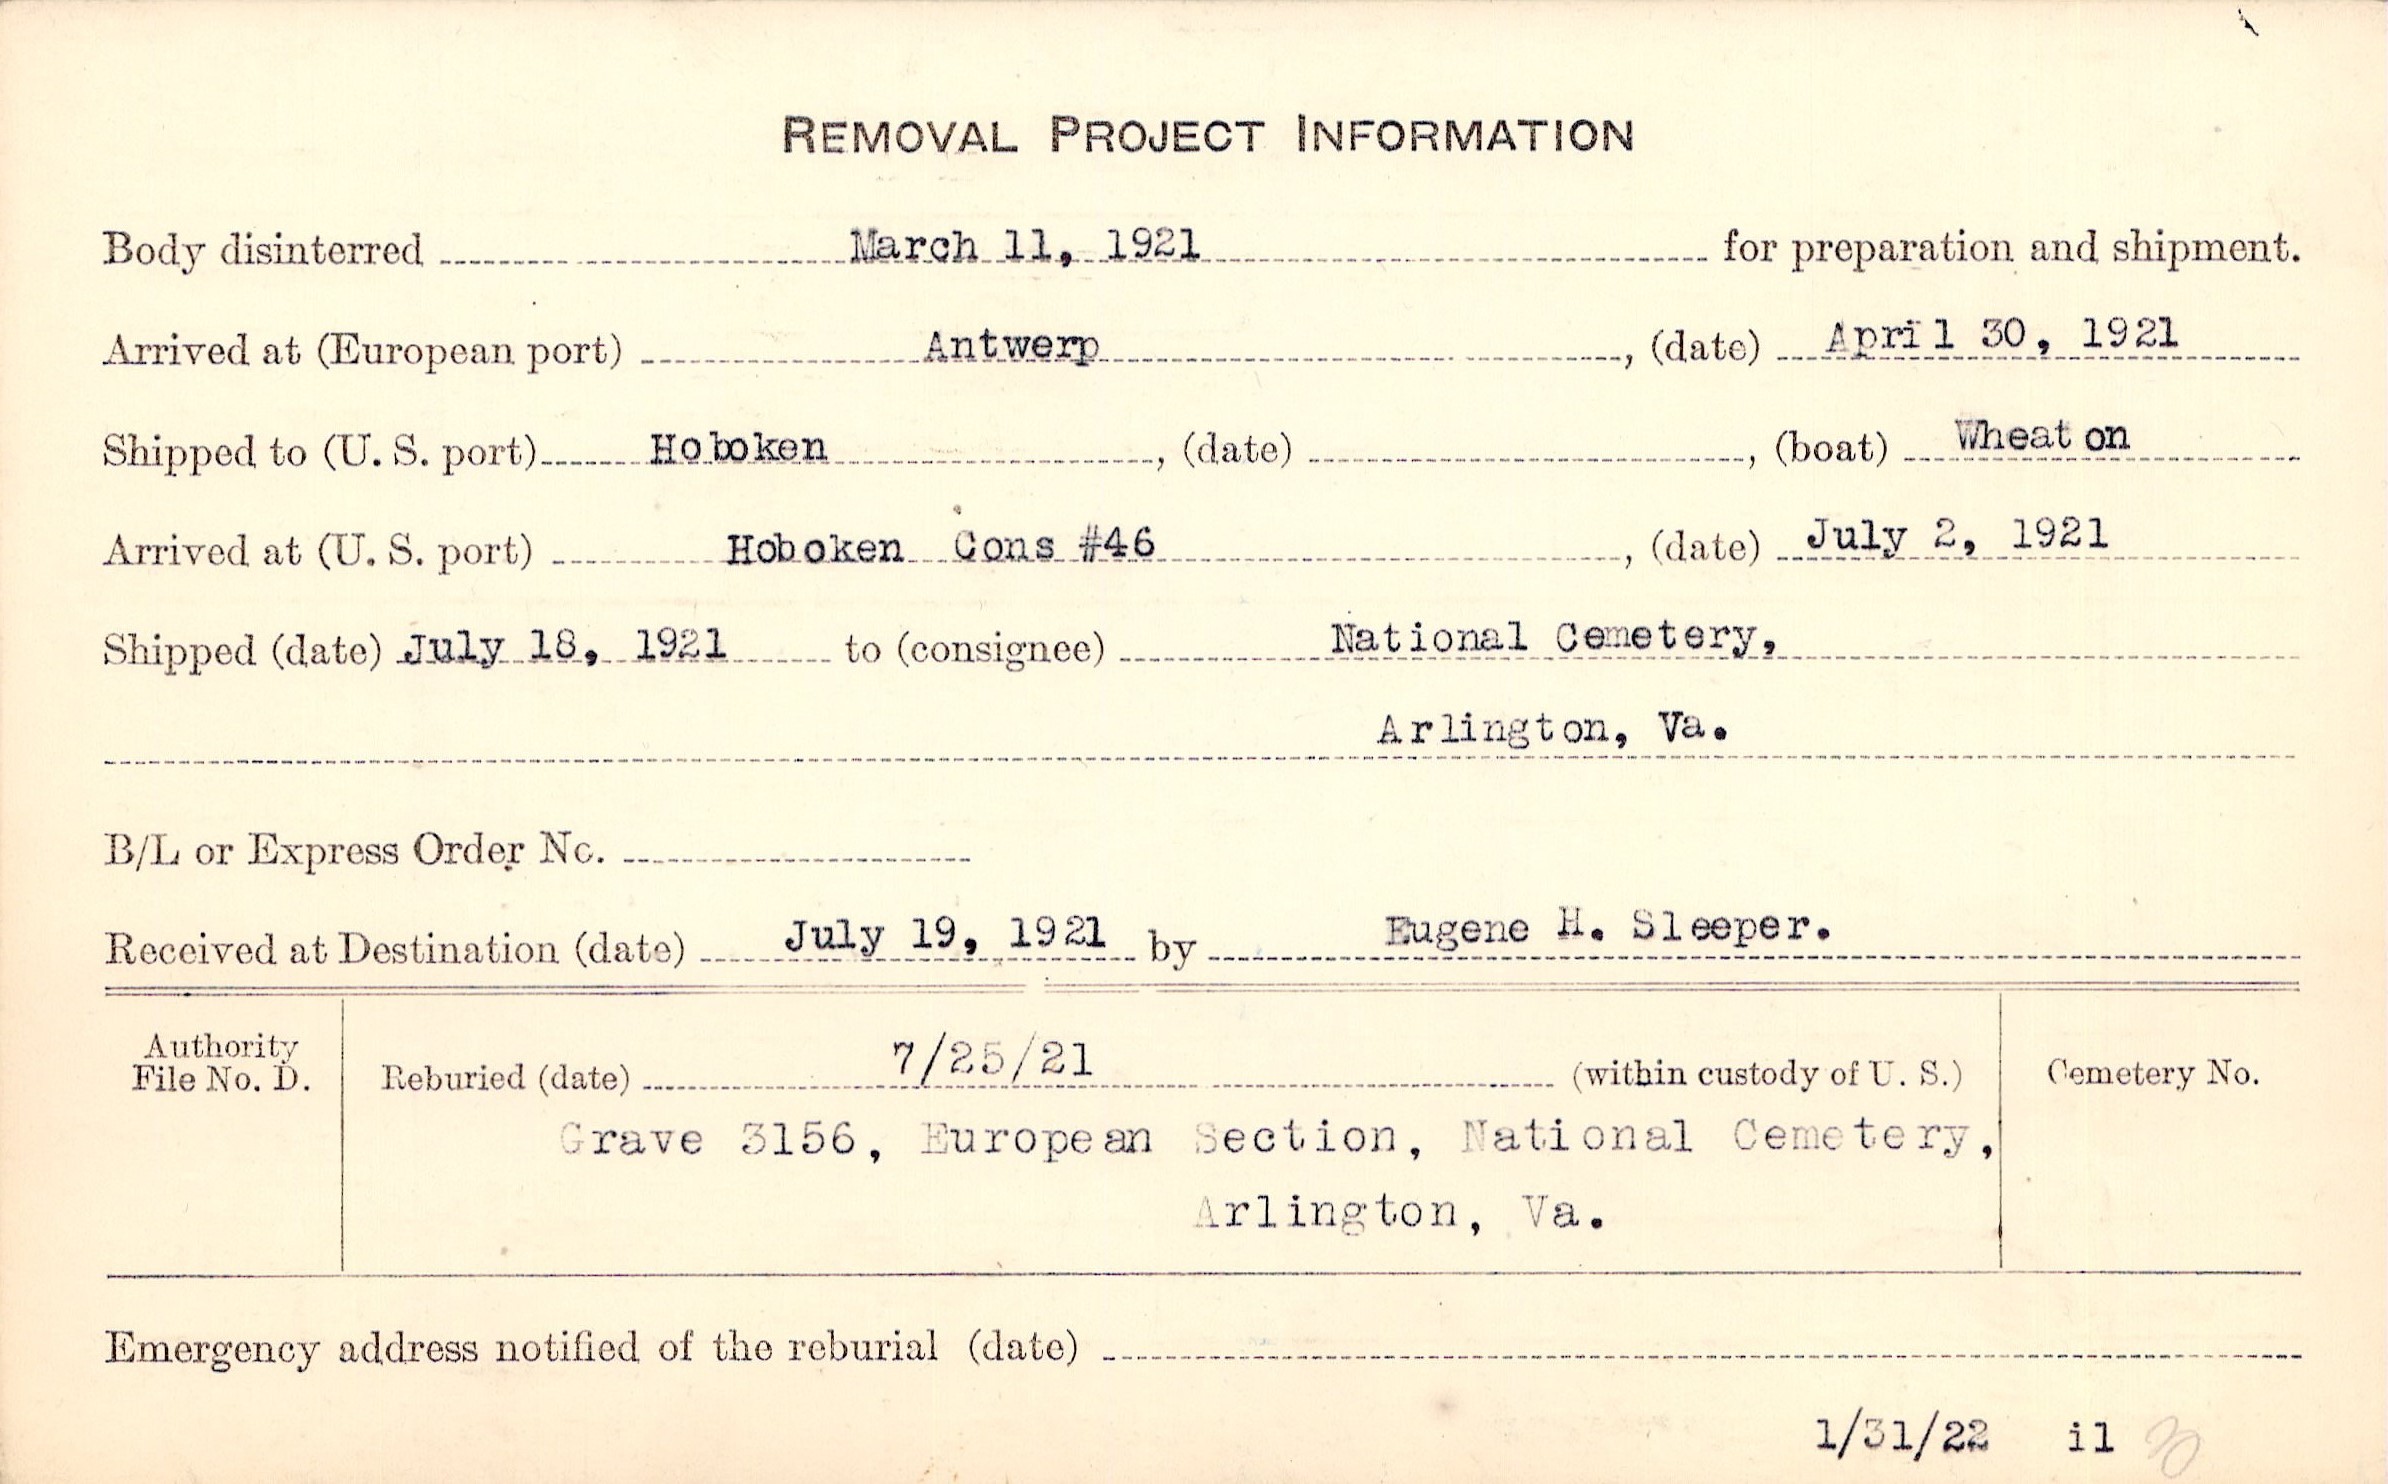 REMOVAL PROJECT INFORMATION
Body disinterred March 11, 1921 for preparation and shipment.
Arrived at (European port) Antwerp , (date) April 30, 1921
Shipped to (U. S. port) Hoboken , (date) , (boat) Wheaton
Arrived at (U. S. port) Hoboken Cons #46 , (date) July 2, 1921
Shipped (date) July 18, 1921 to (consignee) National Cemetery,
Arlington, Va.
B/L or Express Order No.
Received at Destination (date) July 19, 1921 by Eugene H. Sleeper.
Authority
File No. D.
Reburied (date) 7/25/21 (within custody of U. S.)
Cemetery No.
Grave 3156, European Section, National Cemetery,
Arlington, Va.
Emergency address notified of the reburial (date)
1/31/22 il